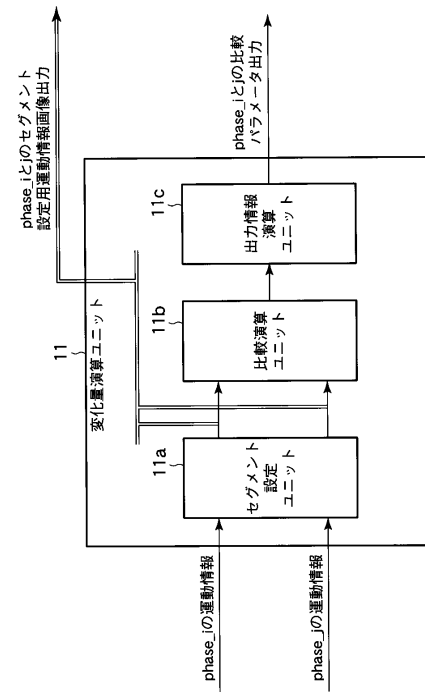 phase_iとjのセグメント
設定用運動情報画像出力
11
変化量演算ユニット
phase_iの運動情報
phase_jの運動情報
11a
セグメント
設定
ユニット
11b
比較演算
ユニット
11c
出力情報
演算
ユニット
phase_iとjの比較
パラメータ出力